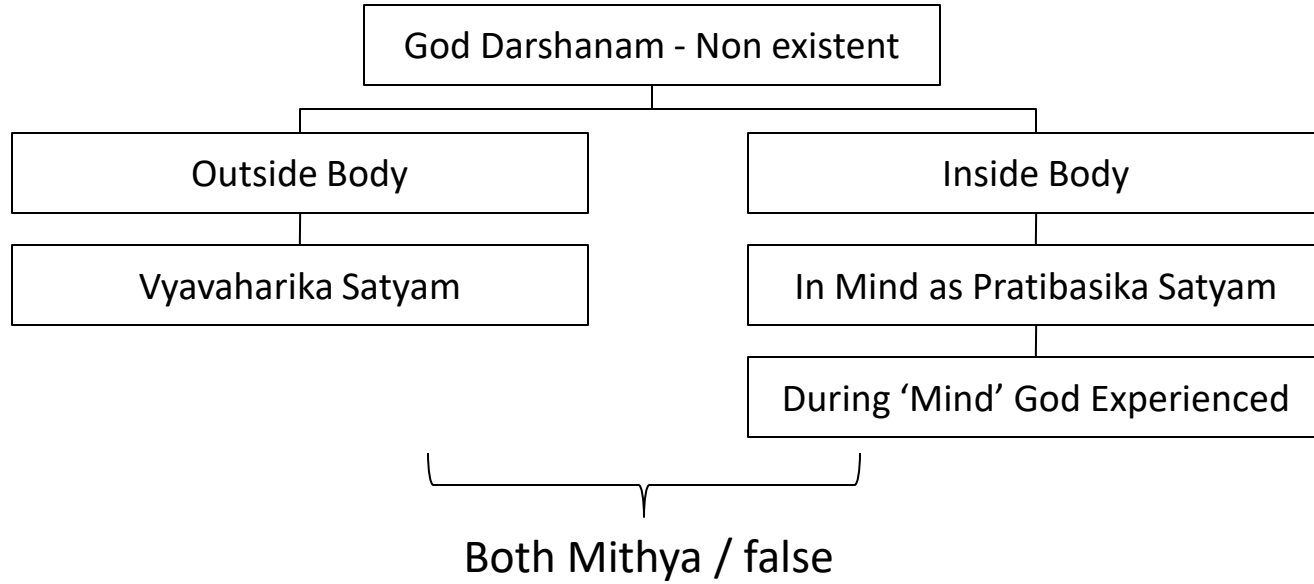 God Darshanam - Non existent
Outside Body
Inside Body
Vyavaharika Satyam
In Mind as Pratibasika Satyam
During ‘Mind’ God Experienced
Both Mithya / false